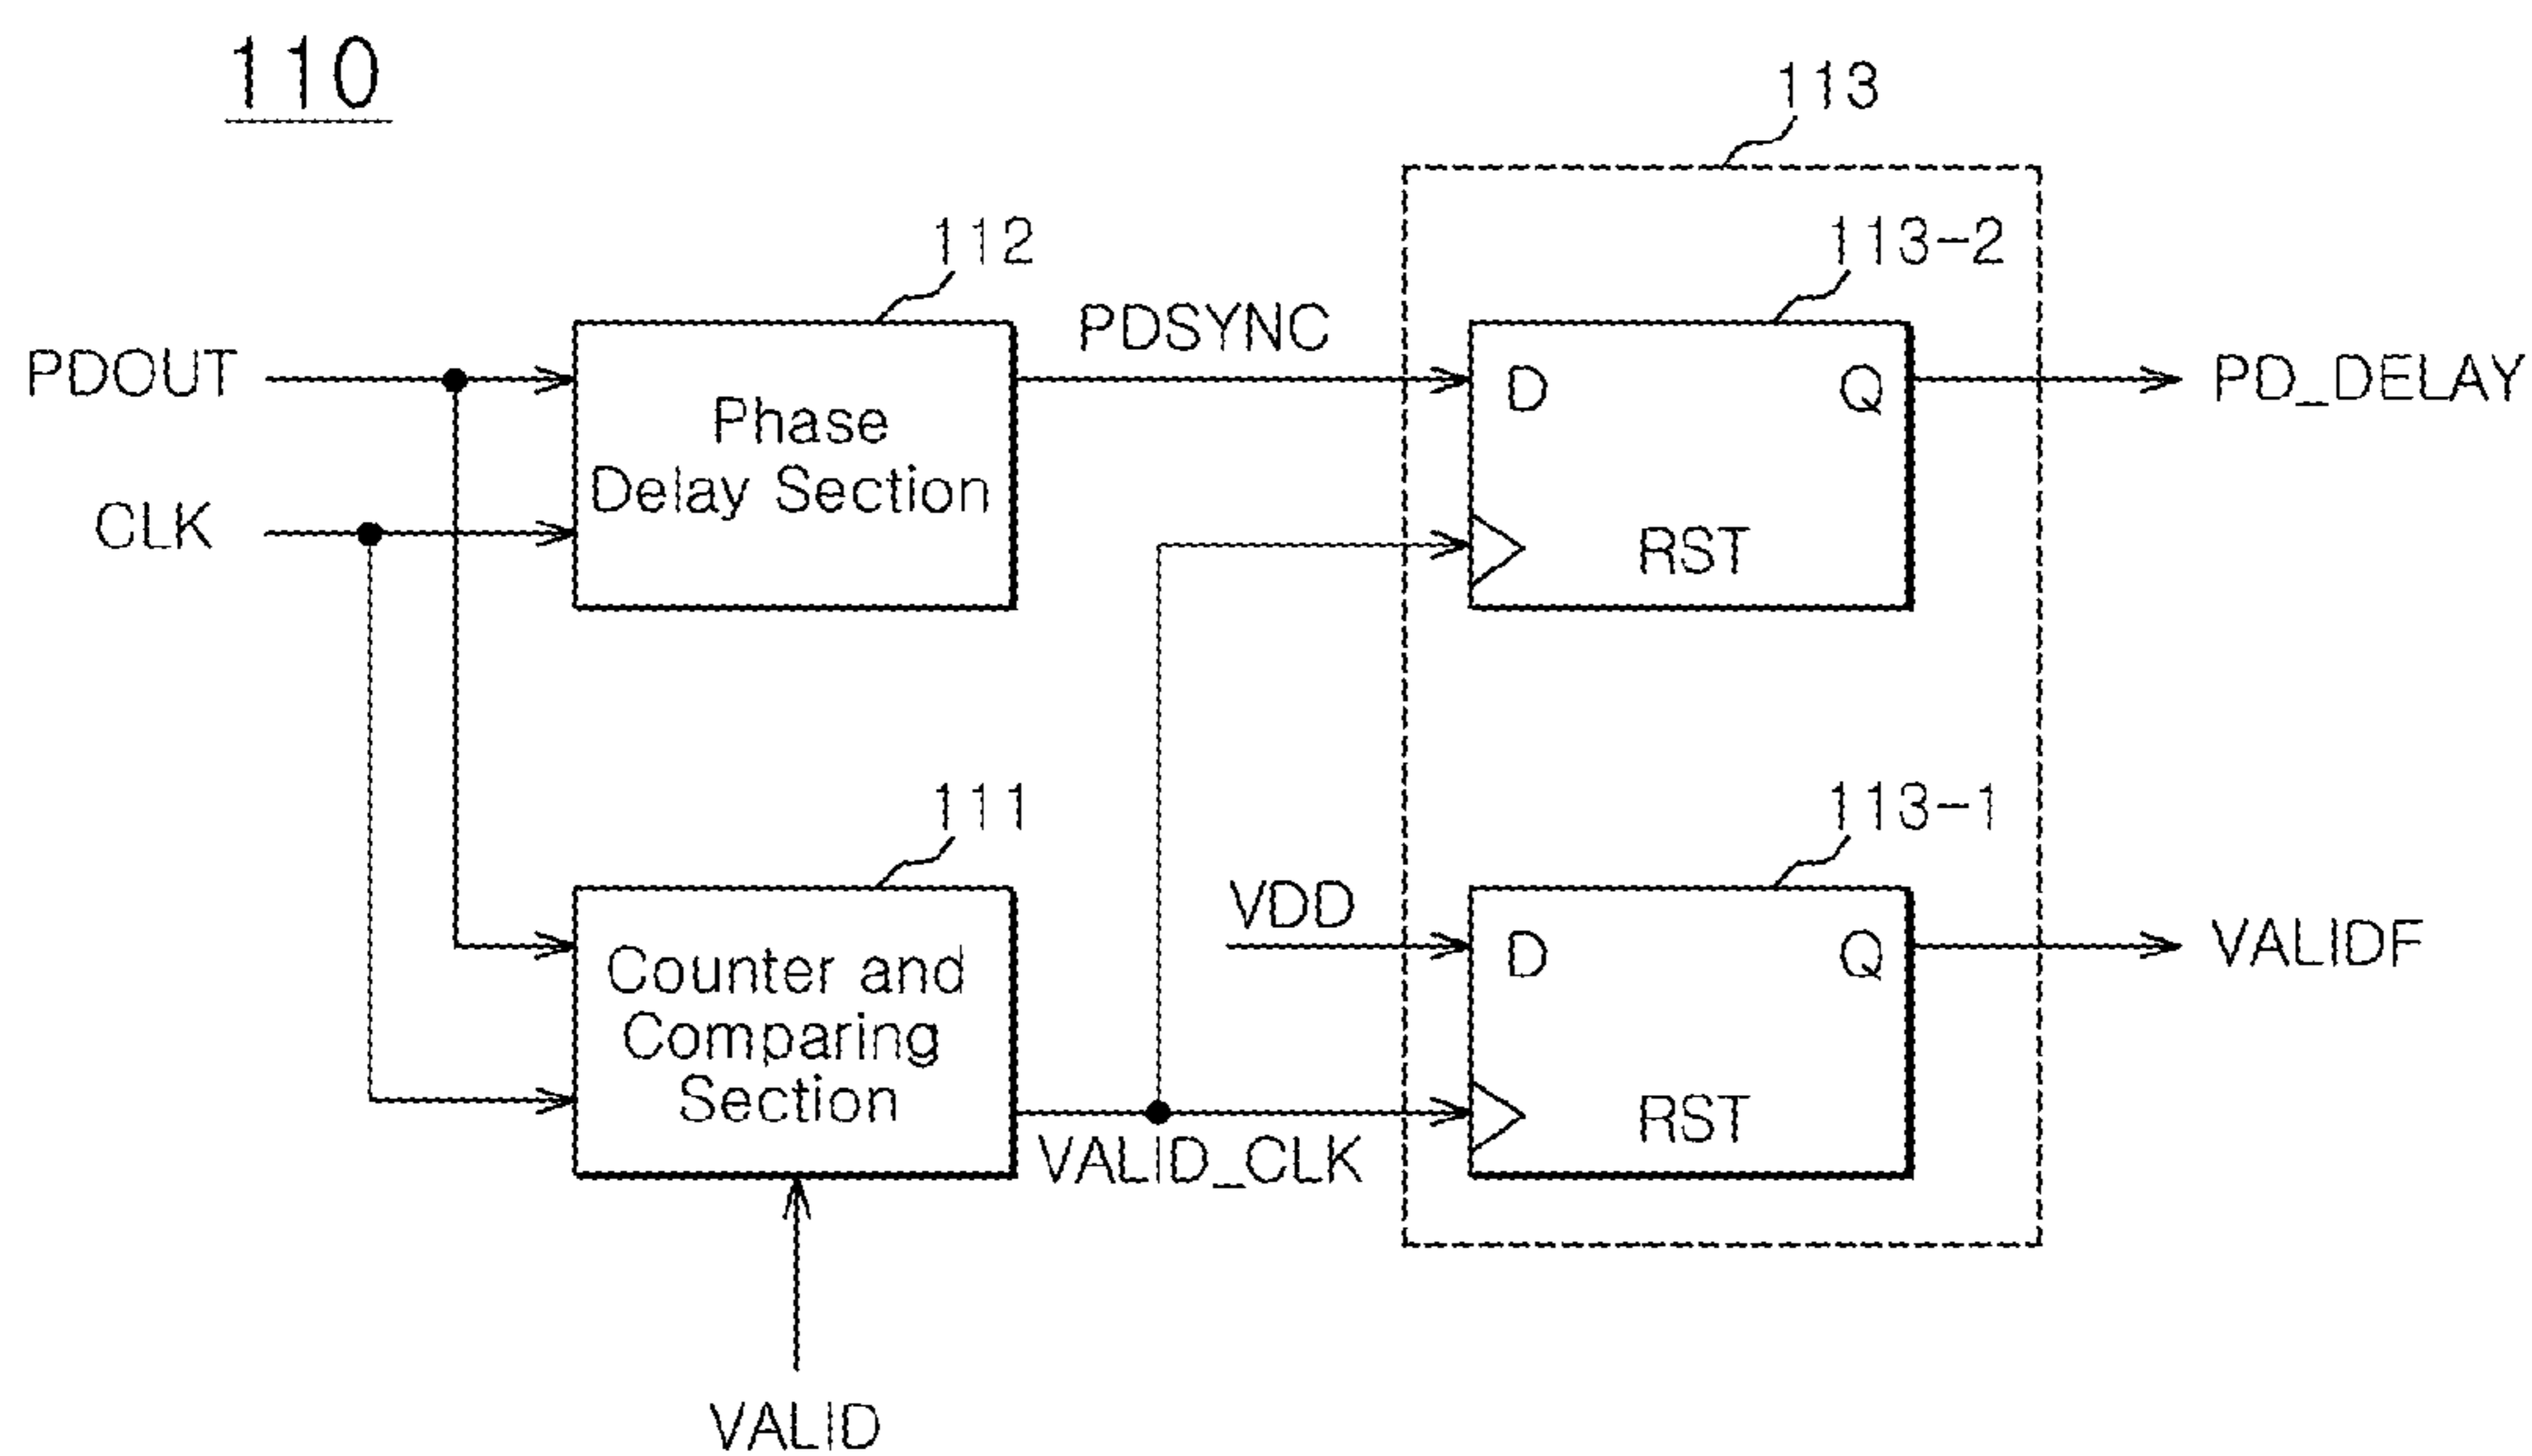 110
113
112
113-2
PDOUT
PDSYNC
D
Q
PD_DELAY
Phase
Delay Section
CLK
RST
111
113-1
VDD
D
Q
VALIDF
Counter and
Comparing
Section
RST
VALID_CLK
VALID